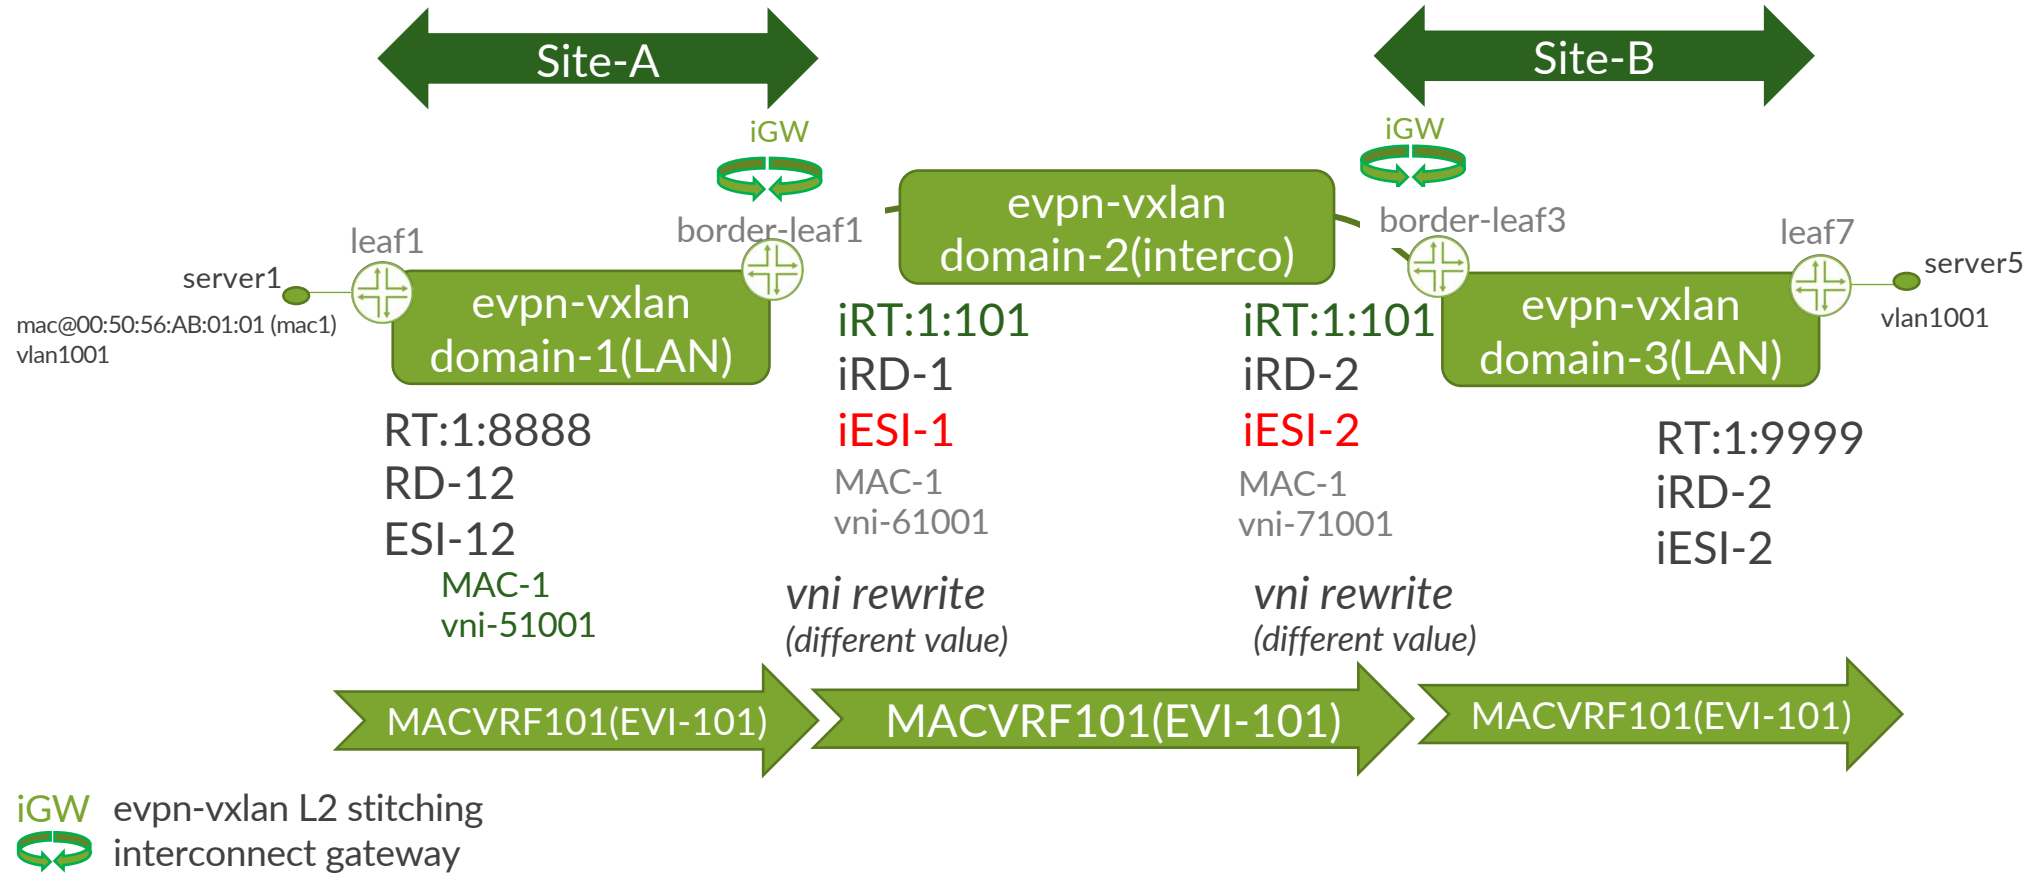 Site-A
Site-B
iGW
iGW
evpn-vxlan
domain-2(interco)
border-leaf1
border-leaf3
leaf1
leaf7
server1
server5
mac@00:50:56:AB:01:01 (mac1)
vlan1001
vlan1001
evpn-vxlan
domain-1(LAN)
evpn-vxlan
domain-3(LAN)
RT:1:8888
RD-12
ESI-12
MAC-1
vni-51001
iRT:1:101
iRD-1
iESI-1
MAC-1
vni-61001
vni rewrite
(different value)
iRT:1:101
iRD-2
iESI-2
MAC-1
vni-71001
vni rewrite
(different value)
RT:1:9999
iRD-2
iESI-2
MACVRF101(EVI-101)
MACVRF101(EVI-101)
MACVRF101(EVI-101)
iGW
evpn-vxlan L2 stitching
interconnect gateway